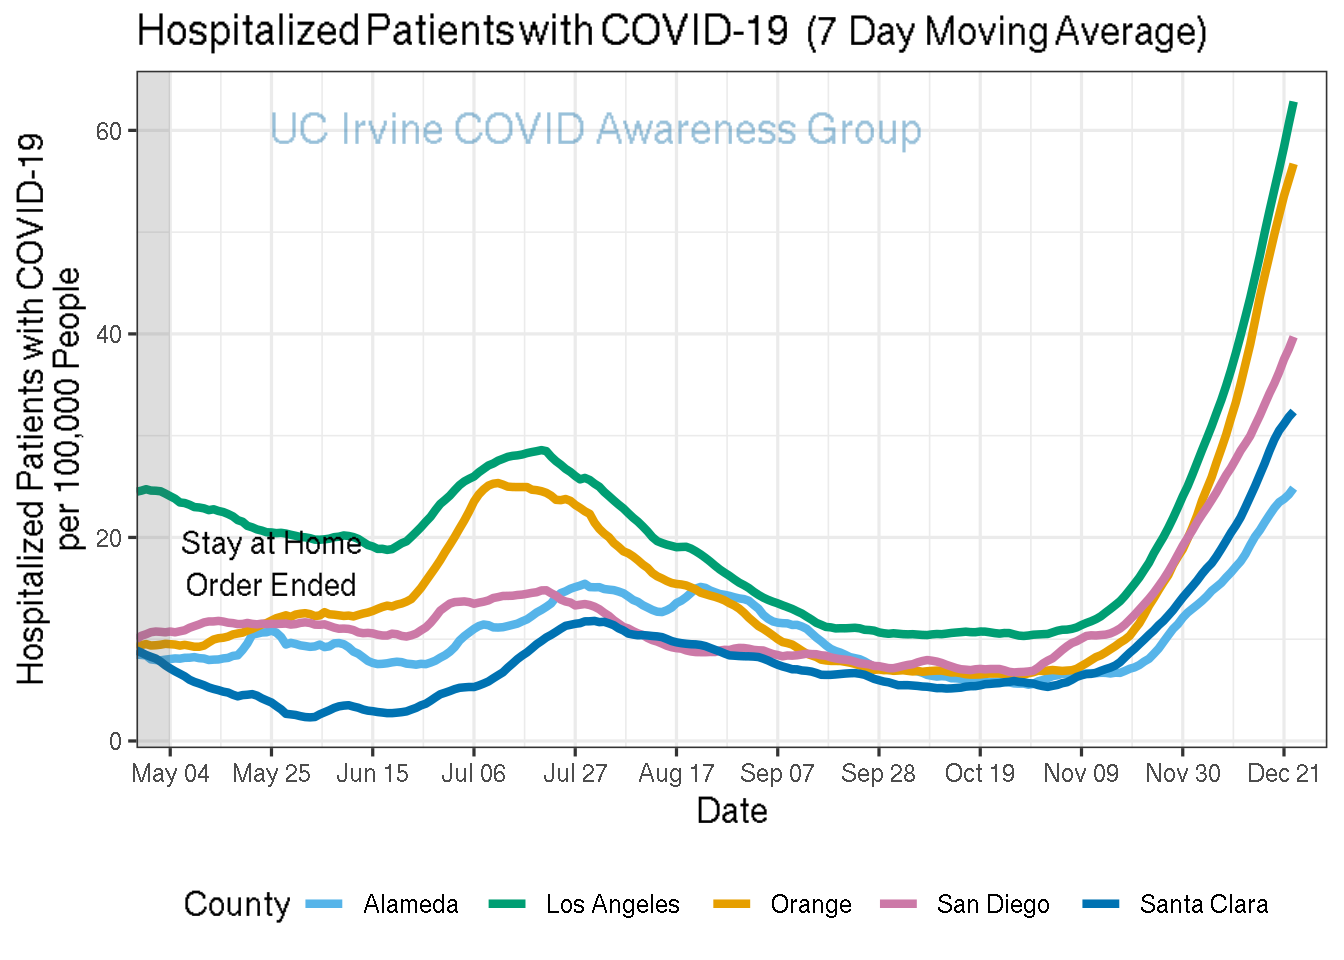 Hospitalized Patients with COVID-19 (7 Day Moving Average)
UC Irvine COVID Awareness Group
Hospitalized Patients with COVID-19
per 100,000 People
60
40
20
0
Stay at Home
Order Ended
May 04 May 25 Jun 15 Jul 06 Jul 27 Aug 17 Sep 07 Sep 28 Oct 19 Nov 09 Nov 30 Dec 21
Date
County Alameda Los Angeles Orange San Diego Santa Clara